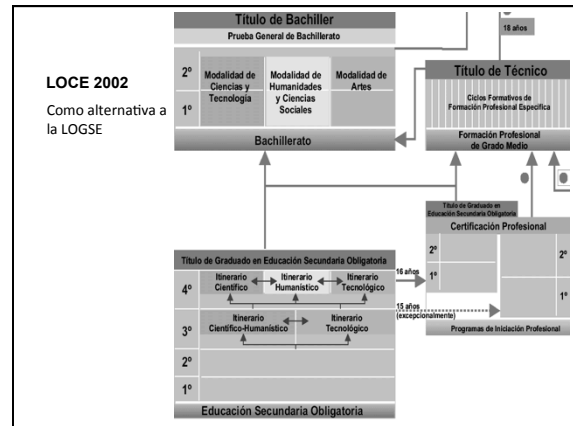 LOCE 2002
Como alternativa a
la LOGSE
Título de Bachiller
Prueba General de Bachillerato
2º
1º
Modalidad de
Ciencias y
Tecnología
Modalidad de
Humanidades
y Ciencias
Sociales
Modalidad de
Artes
Bachillerato
18 años
Título de Técnico
Ciclos Formativos de
Formación Profesional Específica
Formación Profesional
de Grado Medio
Título de Graduado en
Educación Secundaria Obligatoria
Certificación Profesional
2º
1º
2º
1º
Programas de Iniciación Profesional
16 años
15 años
(excepcionalmente)
Título de Graduado en Educación Secundaria Obligatoria
4º
Itinerario
Científico
Itinerario
Humanístico
Itinerario
Tecnológico
3º
Itinerario
Científico-Humanístico
Itinerario
Tecnológico
2º
1º
Educación Secundaria Obligatoria